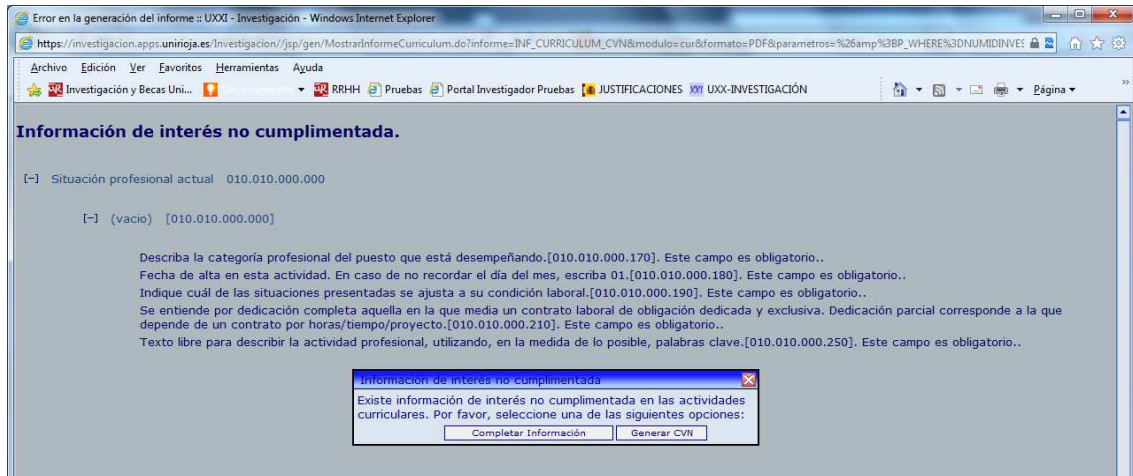 Error en la generación del informe :: UXXI - Investigación - Windows Internet Explorer
https://investigacion.apps.unirioja.es/Investigacion//jsp/gen/MostrarInformeCurriculum.do?informe=INF_CURRICULUM_CVN&modulo=cur&formato=PDF&parametros=%26amp%3BP_WHERE%3DNUMIDINVES
Archivo Edición Ver Favoritos Herramientas Ayuda
Investigación y Becas Uni... RRHH Pruebas Portal Investigador Pruebas JUSTIFICACIONES UXX-INVESTIGACIÓN Página
Información de interés no cumplimentada.
[-] Situación profesional actual 010.010.000.000
[-] (vacio) [010.010.000.000]
Describa la categoría profesional del puesto que está desempeñando.[010.010.000.170]. Este campo es obligatorio..
Fecha de alta en esta actividad. En caso de no recordar el día del mes, escriba 01.[010.010.000.180]. Este campo es obligatorio..
Indique cuál de las situaciones presentadas se ajusta a su condición laboral.[010.010.000.190]. Este campo es obligatorio..
Se entiende por dedicación completa aquella en la que media un contrato laboral de obligación dedicada y exclusiva. Dedicación parcial corresponde a la que
depende de un contrato por horas/tiempo/proyecto.[010.010.000.210]. Este campo es obligatorio..
Texto libre para describir la actividad profesional, utilizando, en la medida de lo posible, palabras clave.[010.010.000.250]. Este campo es obligatorio..
Información de interés no cumplimentada
Existe información de interés no cumplimentada en las actividades
curriculares. Por favor, seleccione una de las siguientes opciones:
Completar Información Generar CVN